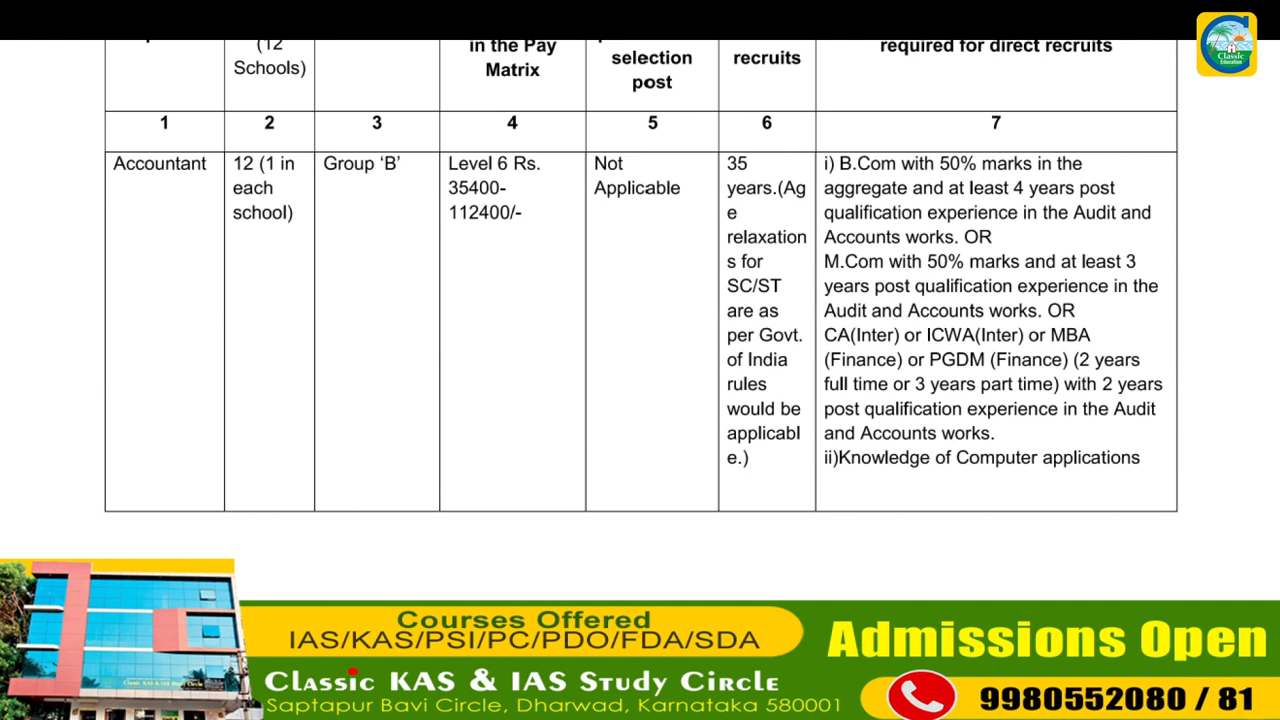 (12
Schools)
in the Pay
Matrix
selection
post
recruits
required for direct recruits
Classic
Education
1 2 3 4 5 6 7
Accountant
12 (1 in
each
school)
Group ‘B’
Level 6 Rs.
35400-
112400/-
Not
Applicable
35
years.(Ag
e
relaxation
s for
SC/ST
are as
per Govt.
of India
rules
would be
applicabl
e.)
i) B.Com with 50% marks in the
aggregate and at least 4 years post
qualification experience in the Audit and
Accounts works. OR
M.Com with 50% marks and at least 3
years post qualification experience in the
Audit and Accounts works. OR
CA(Inter) or ICWA(Inter) or MBA
(Finance) or PGDM (Finance) (2 years
full time or 3 years part time) with 2 years
post qualification experience in the Audit
and Accounts works.
ii)Knowledge of Computer applications
Courses Offered
IAS/KAS/PSI/PC/PDO/FDA/SDA
Classic KAS & IAS Study Circle
Saptapur Bavi Circle, Dharwad, Karnataka 580001
Admissions Open
9980552080 / 81